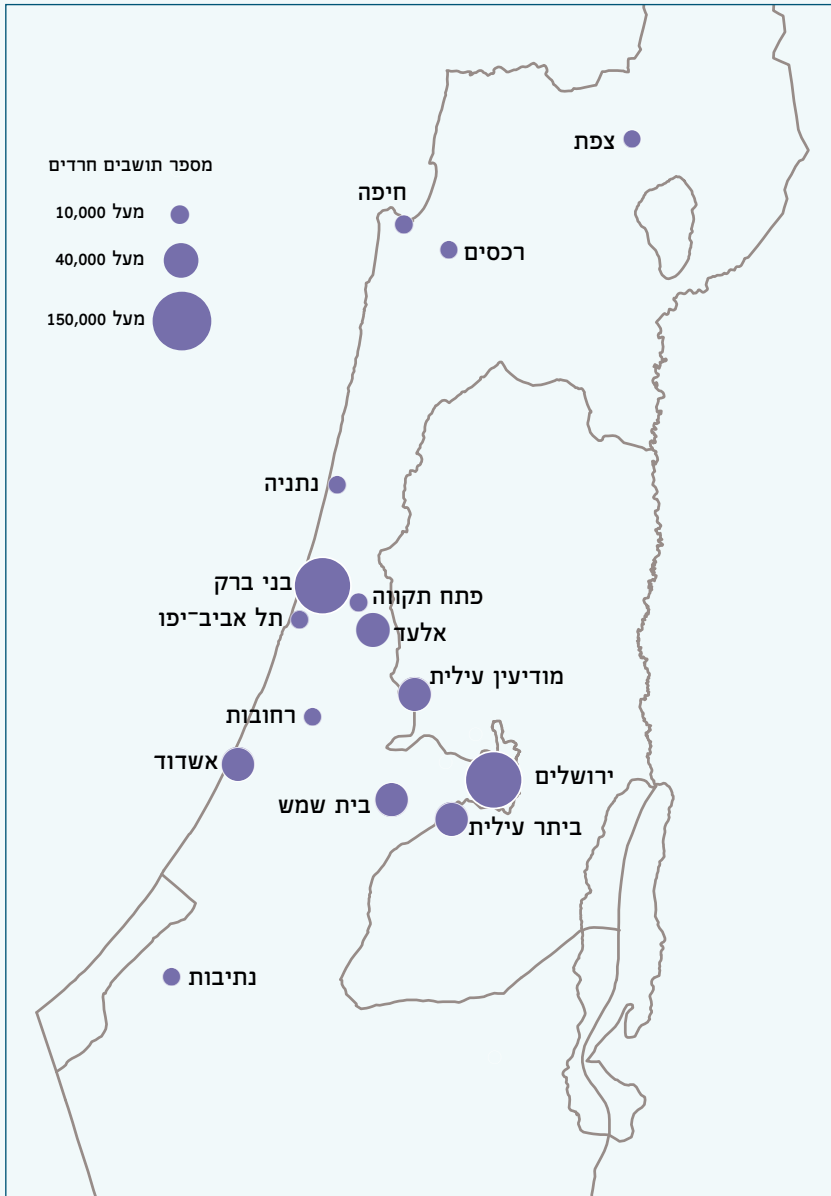 מספר תושבים חרדים
מעל 10,000
מעל 40,000
מעל 150,000
צפת
חיפה
רכסים
נתניה
בני ברק
פתח תקווה
תל אביב־יפו
אלעד
מודיעין עילית
רחובות
אשדוד
ירושלים
בית שמש
ביתר עילית
נתיבות